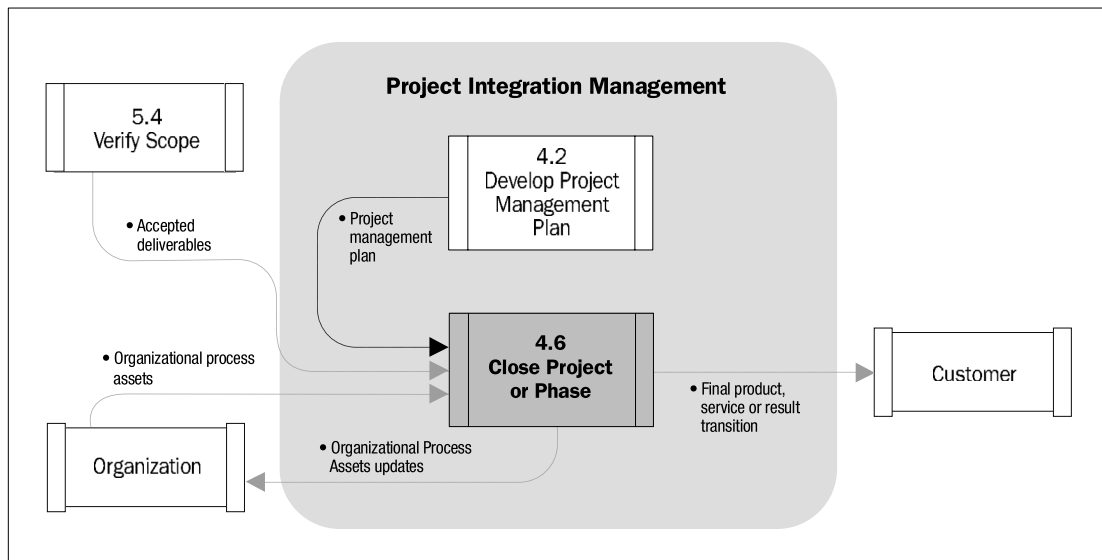 Project Integration Management
5.4
Verify Scope
4.2
Develop Project
Management
Plan
• Accepted
deliverables
• Project
management
plan
4.6
Close Project
or Phase
• Organizational process
assets
Customer
• Final product,
service or result
transition
Organization
• Organizational Process
Assets updates